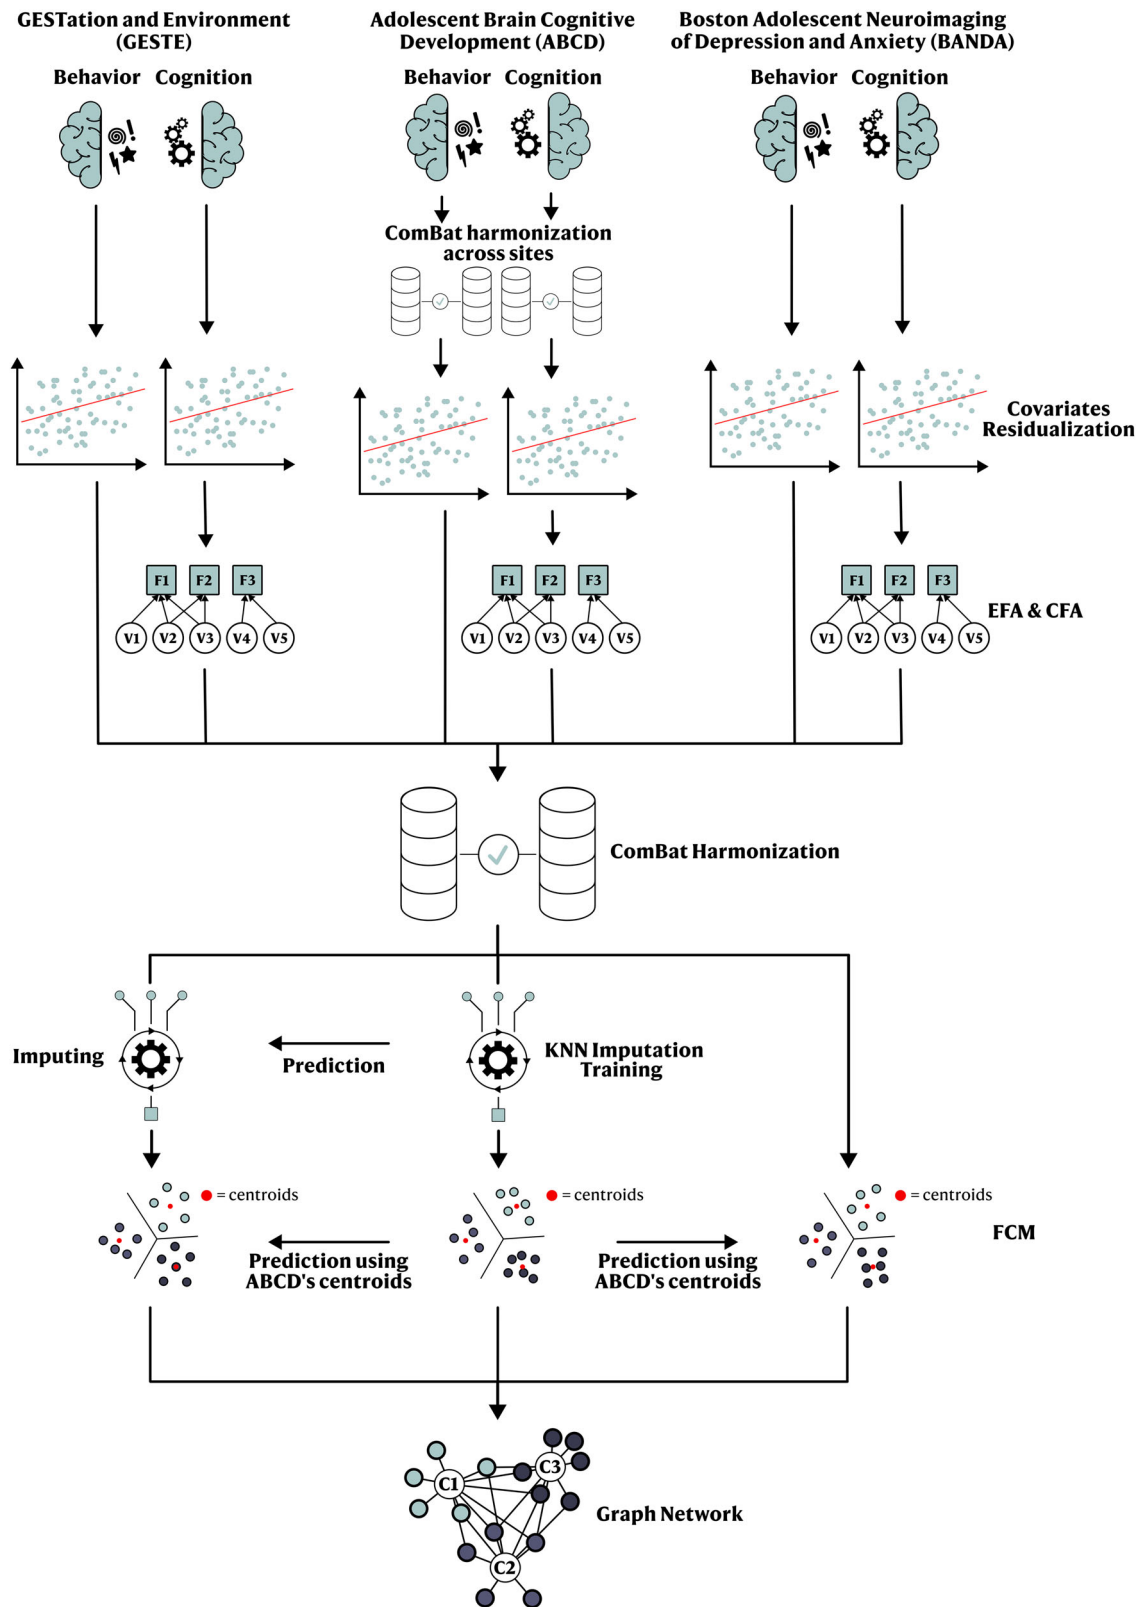 GESTation and Environment
(GESTE)
Adolescent Brain Cognitive
Development (ABCD)
Boston Adolescent Neuroimaging
of Depression and Anxiety (BANDA)
Behavior
Cognition
Behavior
Cognition
Behavior
Cognition
ComBat harmonization
across sites
Covariates
Residualization
F1
F2
F3
F1
F2
F3
F1
F2
F3
EFA & CFA
V1
V2
V3
V4
V5
V1
V2
V3
V4
V5
V1
V2
V3
V4
V5
ComBat Harmonization
Imputing
Prediction
KNN Imputation
Training
= centroids
= centroids
= centroids
FCM
Prediction using
ABCD's centroids
Prediction using
ABCD's centroids
C1
C3
C2
Graph Network